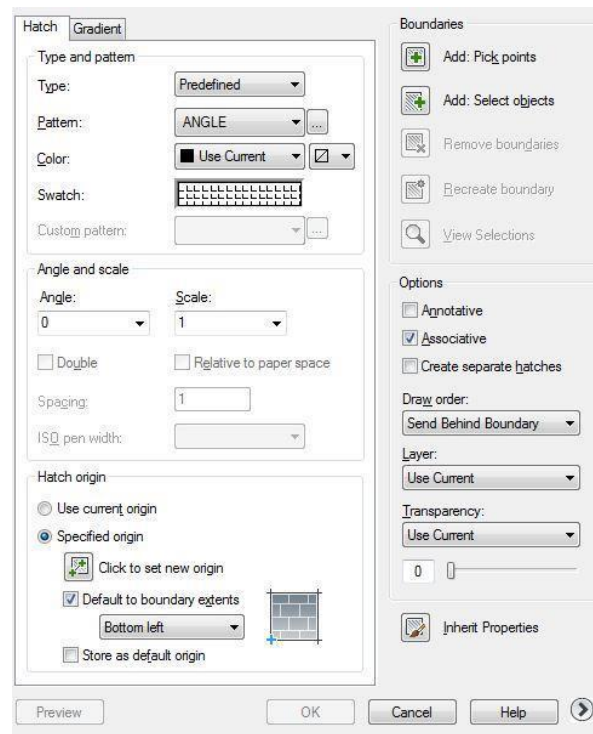 Hatch Gradient
Type and pattern
Type: Predefined
Pattern: ANGLE ...
Color: Use Current
Swatch:
Custom pattern: ...
Angle and scale
Angle: Scale:
0 1
Double Relative to paper space
Spacing: 1
ISO pen width:
Hatch origin
Use current origin
Specified origin
Click to set new origin
Default to boundary extents
Bottom left
Store as default origin
Boundaries
Add: Pick points
Add: Select objects
Remove boundaries
Recreate boundary
View Selections
Options
Annotative
Associative
Create separate hatches
Draw order:
Send Behind Boundary
Layer:
Use Current
Transparency:
Use Current
0
Inherit Properties
Preview OK Cancel Help